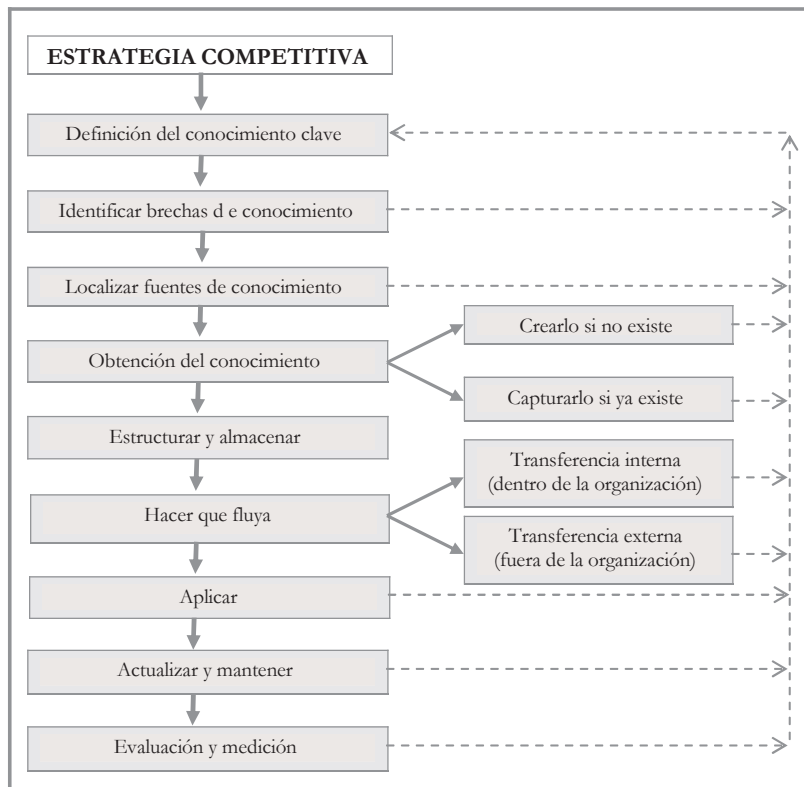 ESTRATEGIA COMPETITIVA
Definición del conocimiento clave
Identificar brechas d e conocimiento
Localizar fuentes de conocimiento
Crearlo si no existe
Obtención del conocimiento
Capturarlo si ya existe
Estructurar y almacenar
Transferencia interna
(dentro de la organización)
Hacer que fluya
Transferencia externa
(fuera de la organización)
Aplicar
Actualizar y mantener
Evaluación y medición